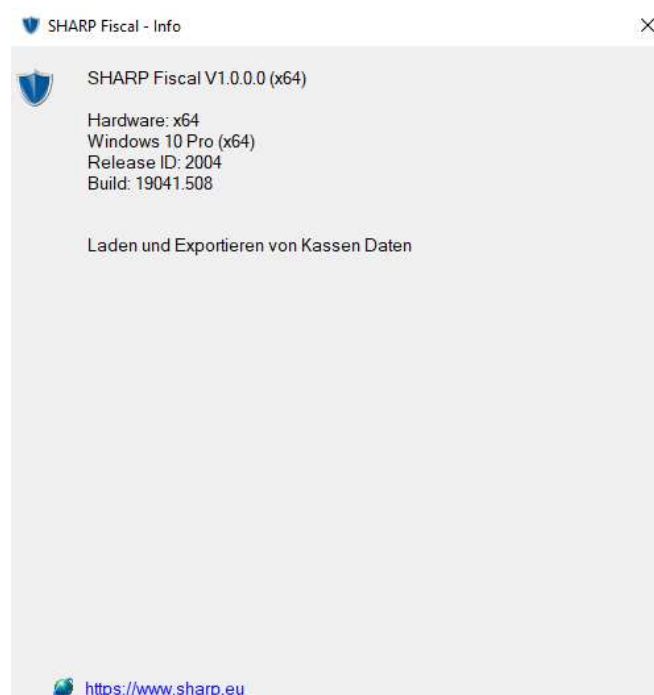 SHARP Fiscal - Info
SHARP Fiscal V1.0.0.0 (x64)
Hardware: x64
Windows 10 Pro (x64)
Release ID: 2004
Build: 19041.508
Laden und Exportieren von Kassen Daten
https://www.sharp.eu